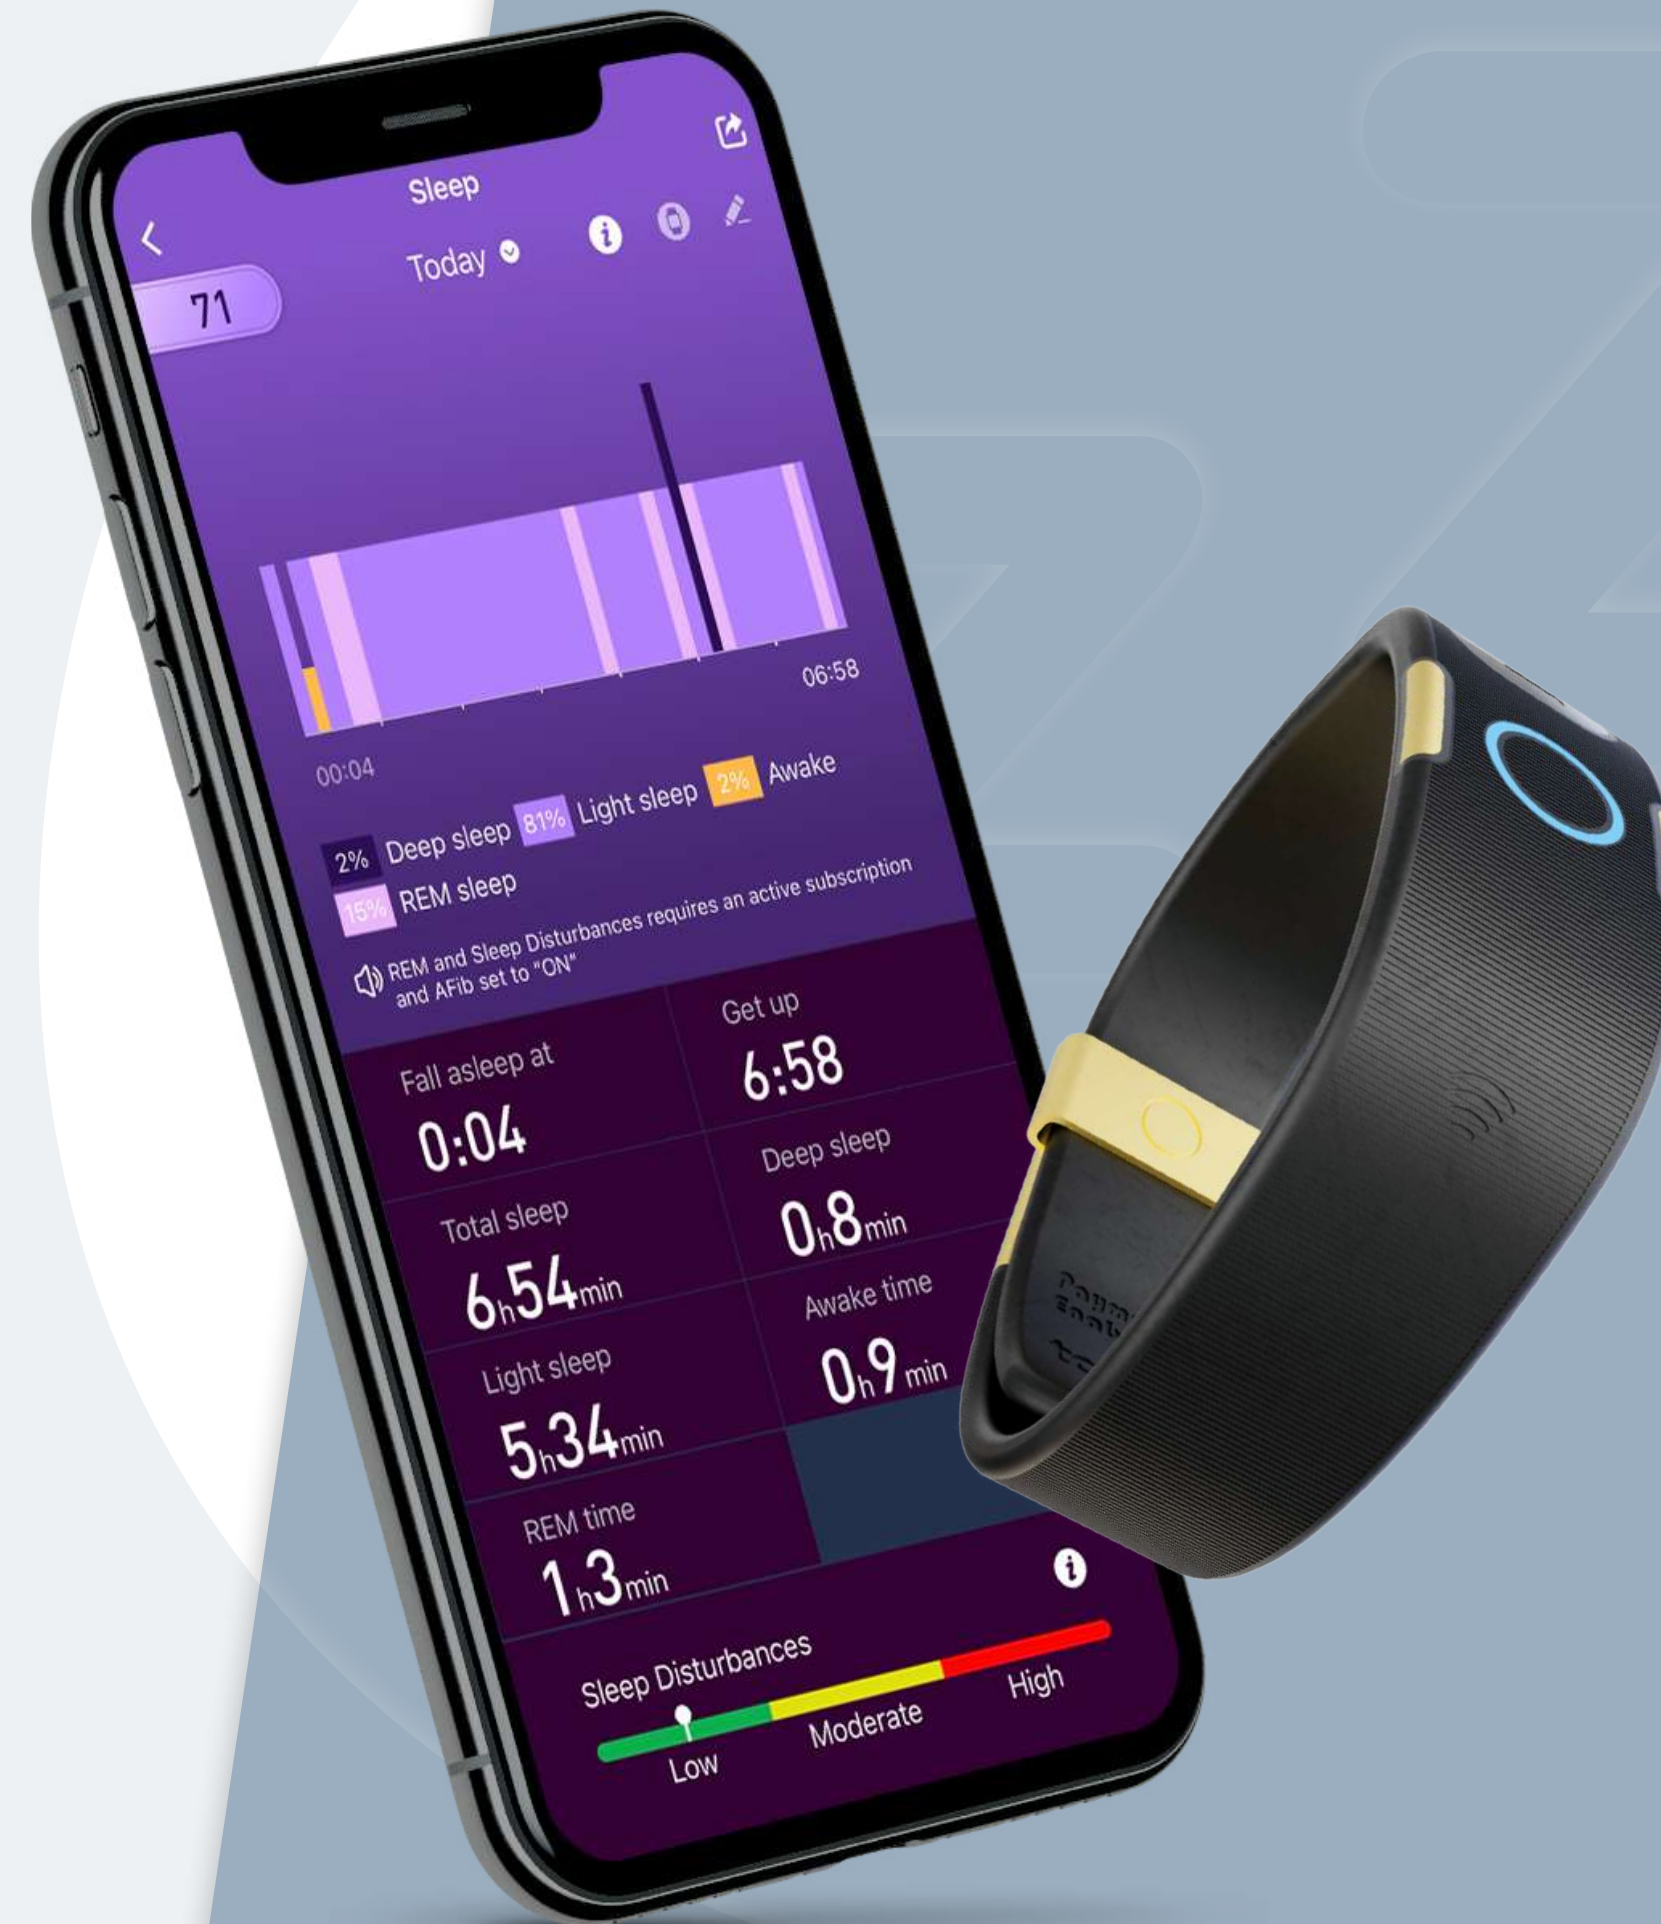 Sleep
Today
71
00:04
06:58
2% Deep sleep 81% Light sleep 2% Awake
15% REM sleep
REM and Sleep Disturbances requires an active subscription
and AFib set to "ON"
Fall asleep at
0:04
Get up
6:58
Total sleep
6h54min
Deep sleep
0h8min
Light sleep
5h34min
Awake time
0h9min
REM time
1h3min
Sleep Disturbances
Low
Moderate
High